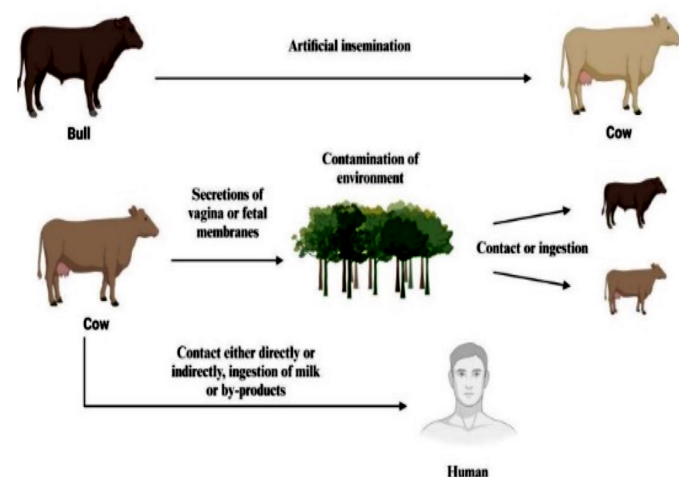 Artificial insemination
Bull
Cow
Contamination of
environment
Secretions of
vagina or fetal
membranes
Contact or ingestion
Cow
Contact either directly or
indirectly, ingestion of milk
or by-products
Human